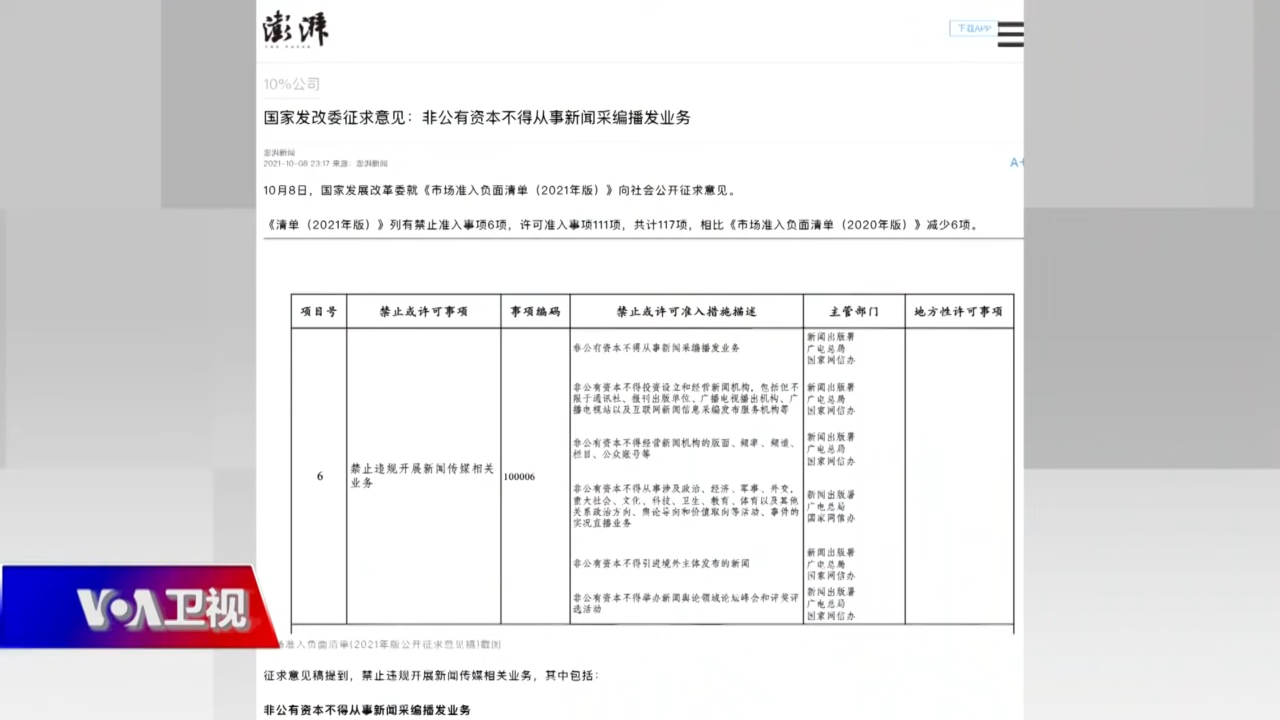 澎湃
THE PAPER
下载APP
10%公司
国家发改委征求意见：非公有资本不得从事新闻采编播发业务
澎湃新闻
2021-10-08 23:17 来源：澎湃新闻
A+
10月8日，国家发展改革委就《市场准入负面清单（2021年版）》向社会公开征求意见。
《清单（2021年版）》列有禁止准入事项6项，许可准入事项111项，共计117项，相比《市场准入负面清单（2020年版）》减少6项。
项目号 禁止或许可事项 事项编码 禁止或许可准入措施描述 主管部门 地方性许可事项
6
禁止违规开展新闻传媒相关
业务
100006
非公有资本不得从事新闻采编播发业务
新闻出版署
广电总局
国家网信办
非公有资本不得投资设立和经营新闻机构，包括但不
限于通讯社、报刊出版单位、广播电视播出机构、广
播电视站以及互联网新闻信息采编发布服务机构等
新闻出版署
广电总局
国家网信办
非公有资本不得经营新闻机构的版面、频率、频道、
栏目、公众账号等
新闻出版署
广电总局
国家网信办
非公有资本不得从事涉及政治、经济、军事、外交，
重大社会、文化、科技、卫生、教育、体育以及其他
关系政治方向、舆论导向和价值取向等活动、事件的
实况直播业务
新闻出版署
广电总局
国家网信办
非公有资本不得引进境外主体发布的新闻
新闻出版署
广电总局
国家网信办
非公有资本不得举办新闻舆论领域论坛峰会和评奖评
选活动
新闻出版署
广电总局
国家网信办
场准入负面清单(2021年版公开征求意见稿)截图
征求意见稿提到，禁止违规开展新闻传媒相关业务，其中包括：
非公有资本不得从事新闻采编播发业务
VOA卫视